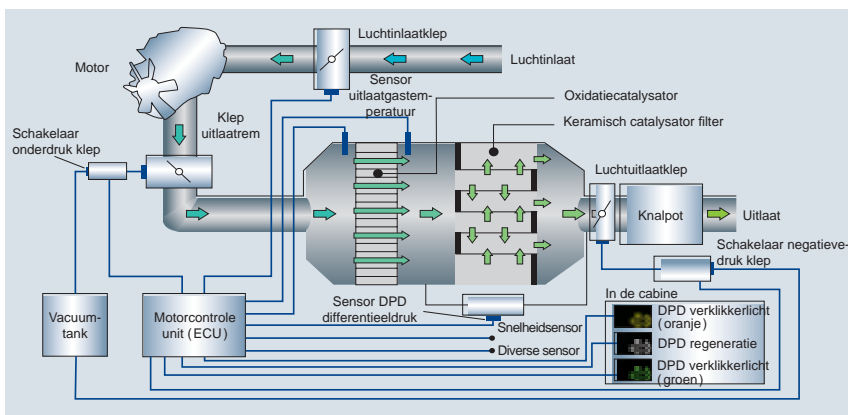 Luchtinlaatklep
Motor
Luchtinlaat
Sensor
uitlaatgastem-
peratuur
Oxidatiecatalysator
Klep
uitlaatrem
Keramisch catalysator filter
Schakelaar
onderdruk klep
Luchtuitlaatklep
Knalpot
Uitlaat
Schakelaar negatieve-
druk klep
Vacuum-
tank
Motorcontrole
unit (ECU)
Sensor DPD
differentieeldruk
Snelheidsensor
Diverse sensor
In de cabine
DPD verklikkerlicht
(oranje)
DPD regeneratie
DPD verklikkerlicht
(groen)